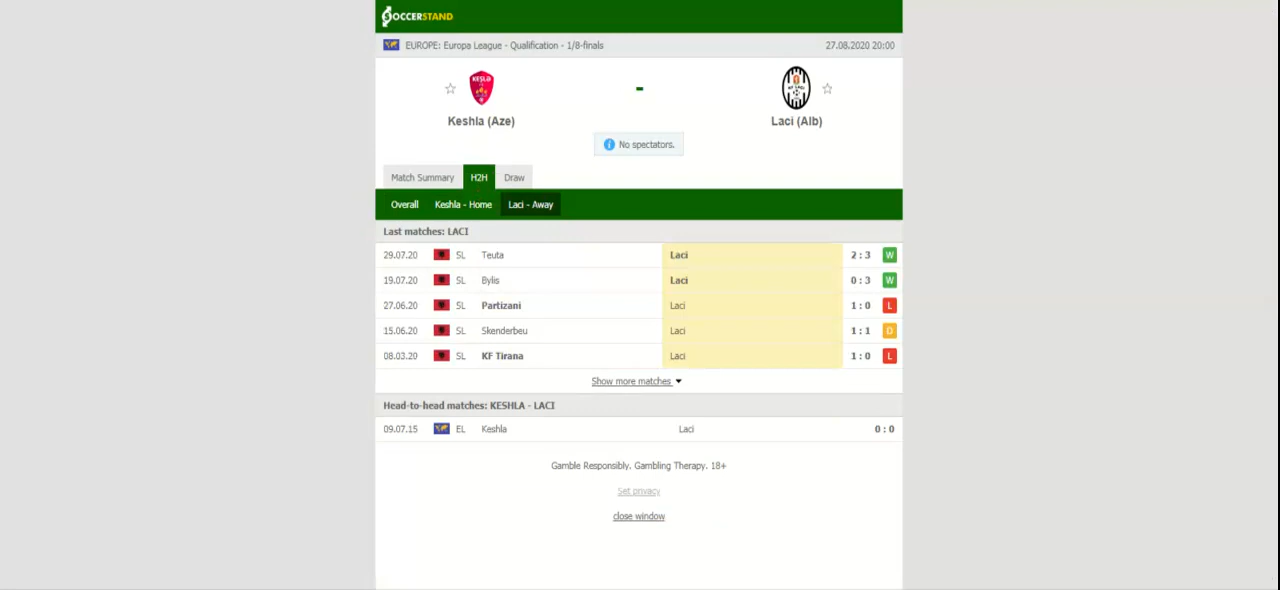 SOCCERSTAND
EUROPE: Europa League - Qualification - 1/8-finals 27.08.2020 20:00
KEŞLƏ
KF LAÇI
Keshla (Aze) - Laci (Alb)
No spectators.
Match Summary H2H Draw
Overall Keshla - Home Laci - Away
Last matches: LACI
29.07.20 SL Teuta Laci 2 : 3 W
19.07.20 SL Bylis Laci 0 : 3 W
27.06.20 SL Partizani Laci 1 : 0 L
15.06.20 SL Skenderbeu Laci 1 : 1 D
08.03.20 SL KF Tirana Laci 1 : 0 L
Show more matches
Head-to-head matches: KESHLA - LACI
09.07.15 EL Keshla Laci 0 : 0
Gamble Responsibly. Gambling Therapy. 18+
Set privacy
close window